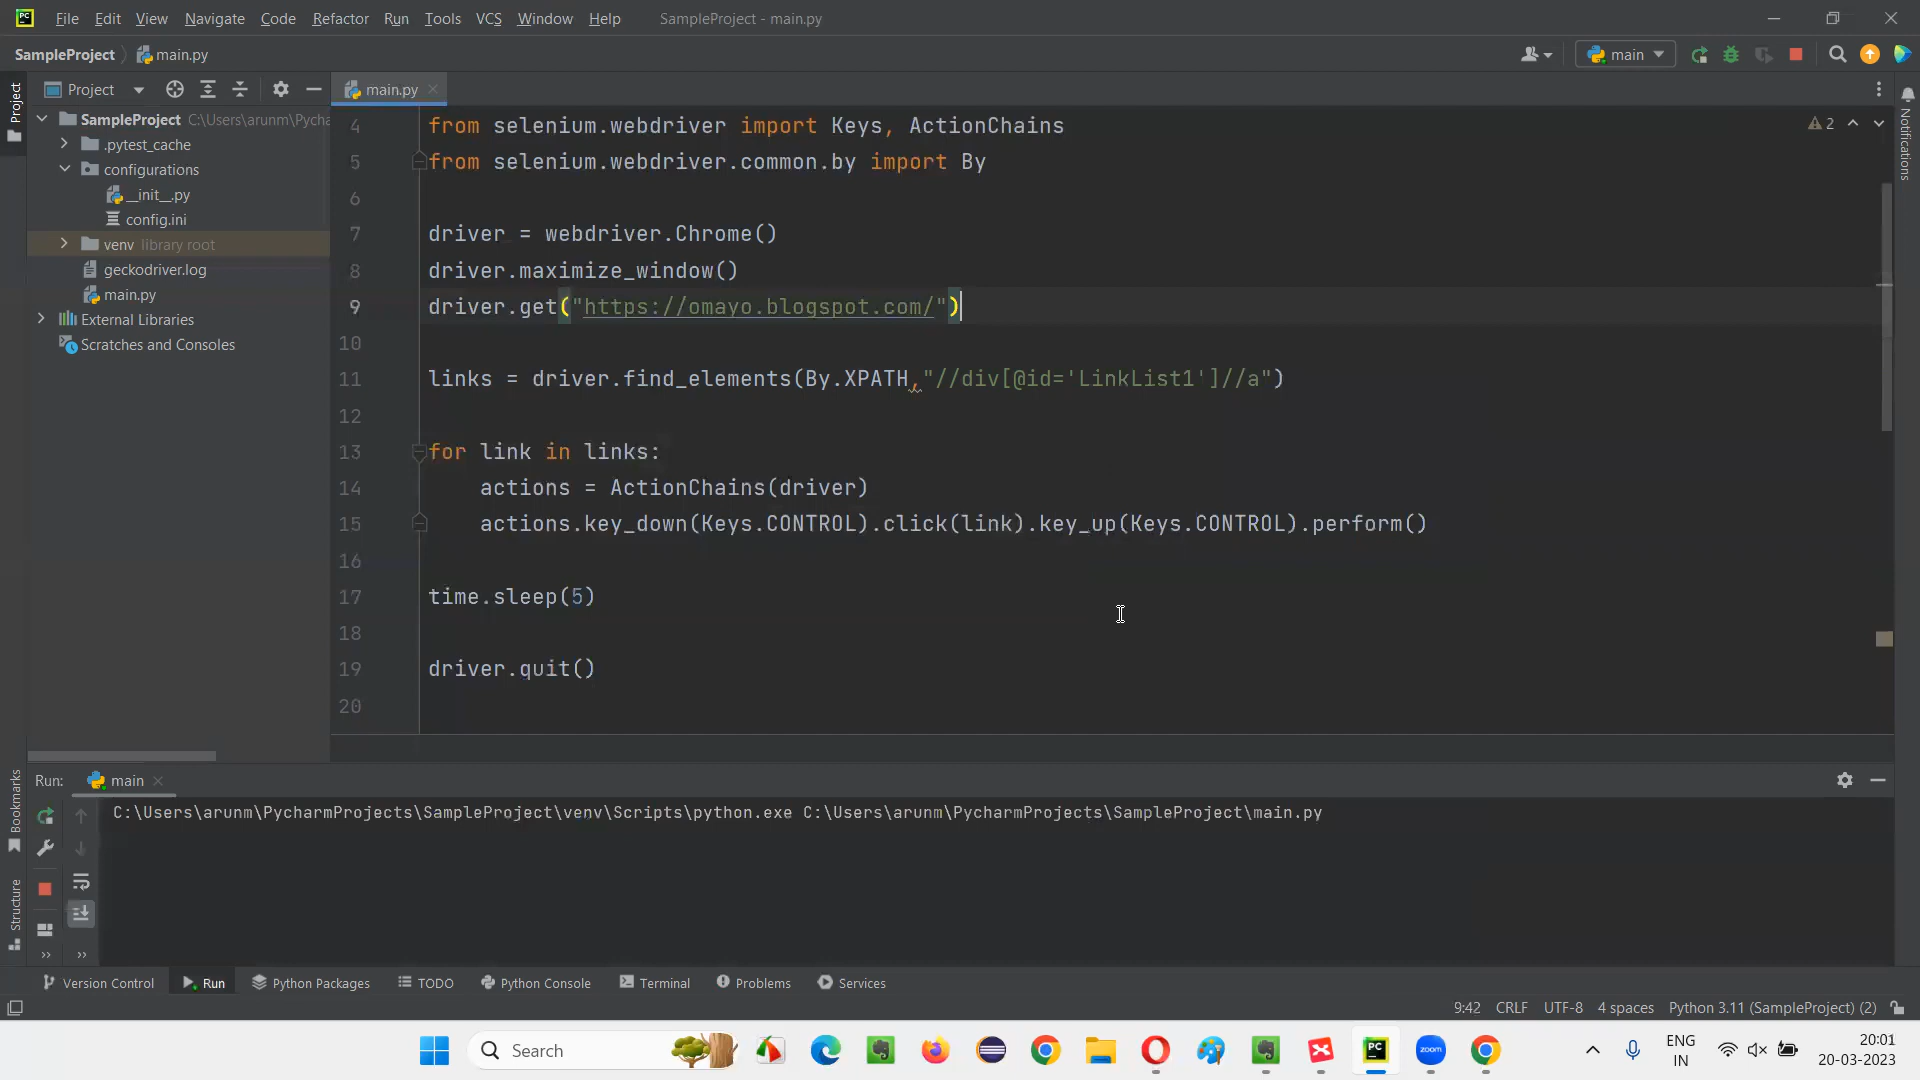 File Edit View Navigate Code Refactor Run Tools VCS Window Help SampleProject - main.py
SampleProject main.py main
Project main.py
SampleProject C:\Users\arunm\Pycha
.pytest_cache
configurations
__init__.py
config.ini
venv library root
geckodriver.log
main.py
External Libraries
Scratches and Consoles
4 from selenium.webdriver import Keys, ActionChains
5 from selenium.webdriver.common.by import By
6
7 driver = webdriver.Chrome()
8 driver.maximize_window()
9 driver.get("https://omayo.blogspot.com/")
10
11 links = driver.find_elements(By.XPATH,"//div[@id='LinkList1']//a")
12
13 for link in links:
14 actions = ActionChains(driver)
15 actions.key_down(Keys.CONTROL).click(link).key_up(Keys.CONTROL).perform()
16
17 time.sleep(5)
18
19 driver.quit()
20
2
Project
Bookmarks
Structure
Notifications
Run: main
C:\Users\arunm\PycharmProjects\SampleProject\venv\Scripts\python.exe C:\Users\arunm\PycharmProjects\SampleProject\main.py
Version Control Run Python Packages TODO Python Console Terminal Problems Services
9:42 CRLF UTF-8 4 spaces Python 3.11 (SampleProject) (2)
Search
PC
zoom
ENG
IN
20:01
20-03-2023